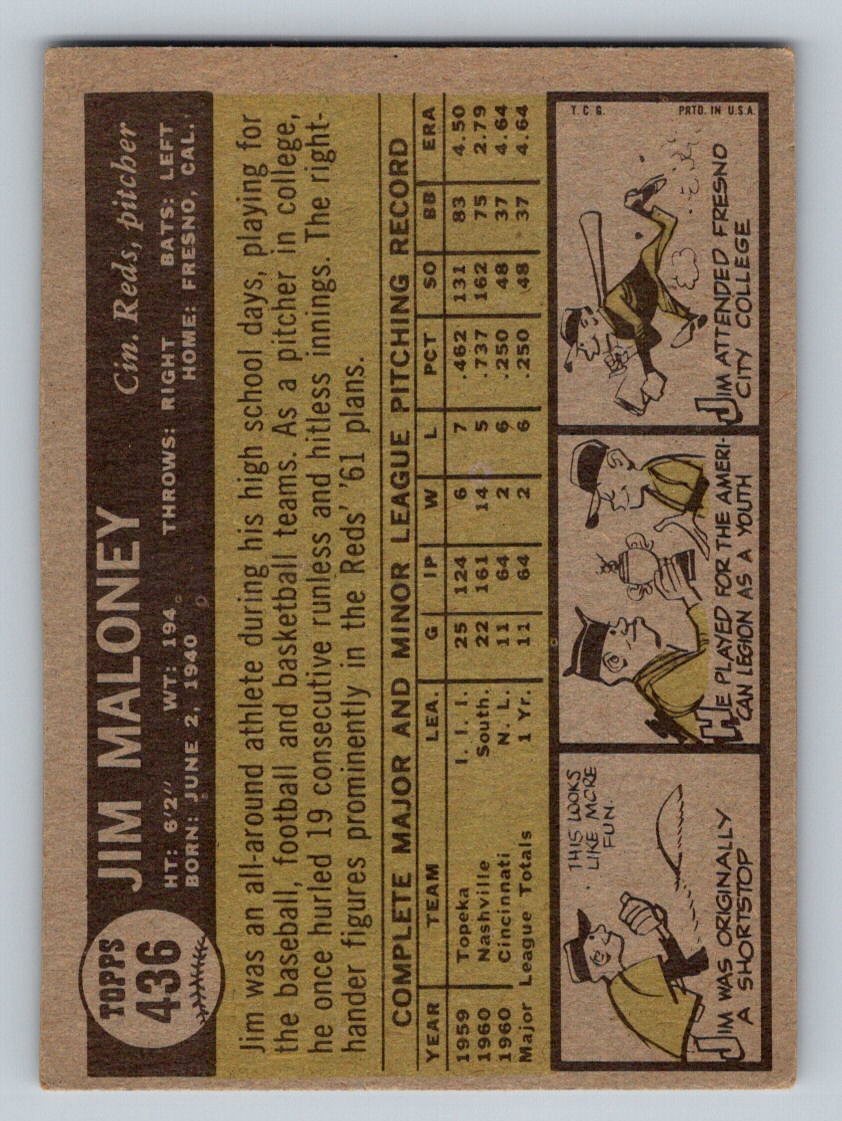 TOPPS
436
JIM MALONEY
Cin. Reds, pitcher
HT: 6'2" WT: 194 THROWS: RIGHT BATS: LEFT
BORN: JUNE 2, 1940 HOME: FRESNO, CAL.
Jim was an all-around athlete during his high school days, playing for
the baseball, football and basketball teams. As a pitcher in college,
he once hurled 19 consecutive runless and hitless innings. The right-
hander figures prominently in the Reds' '61 plans.
COMPLETE MAJOR AND MINOR LEAGUE PITCHING RECORD
YEAR TEAM LEA. G IP W L PCT SO BB ERA
1959 Topeka I. I. I. 25 124 6 7 .462 131 83 4.50
1960 Nashville South. 22 161 14 5 .737 162 75 2.79
1960 Cincinnati N. L. 11 64 2 6 .250 48 37 4.64
Major League Totals 1 Yr. 11 64 2 6 .250 48 37 4.64
THIS LOOKS
LIKE MORE
FUN.
JIM WAS ORIGINALLY
A SHORTSTOP
HE PLAYED FOR THE AMERI-
CAN LEGION AS A YOUTH
T. C. G. PRTD. IN U.S.A.
JIM ATTENDED FRESNO
CITY COLLEGE